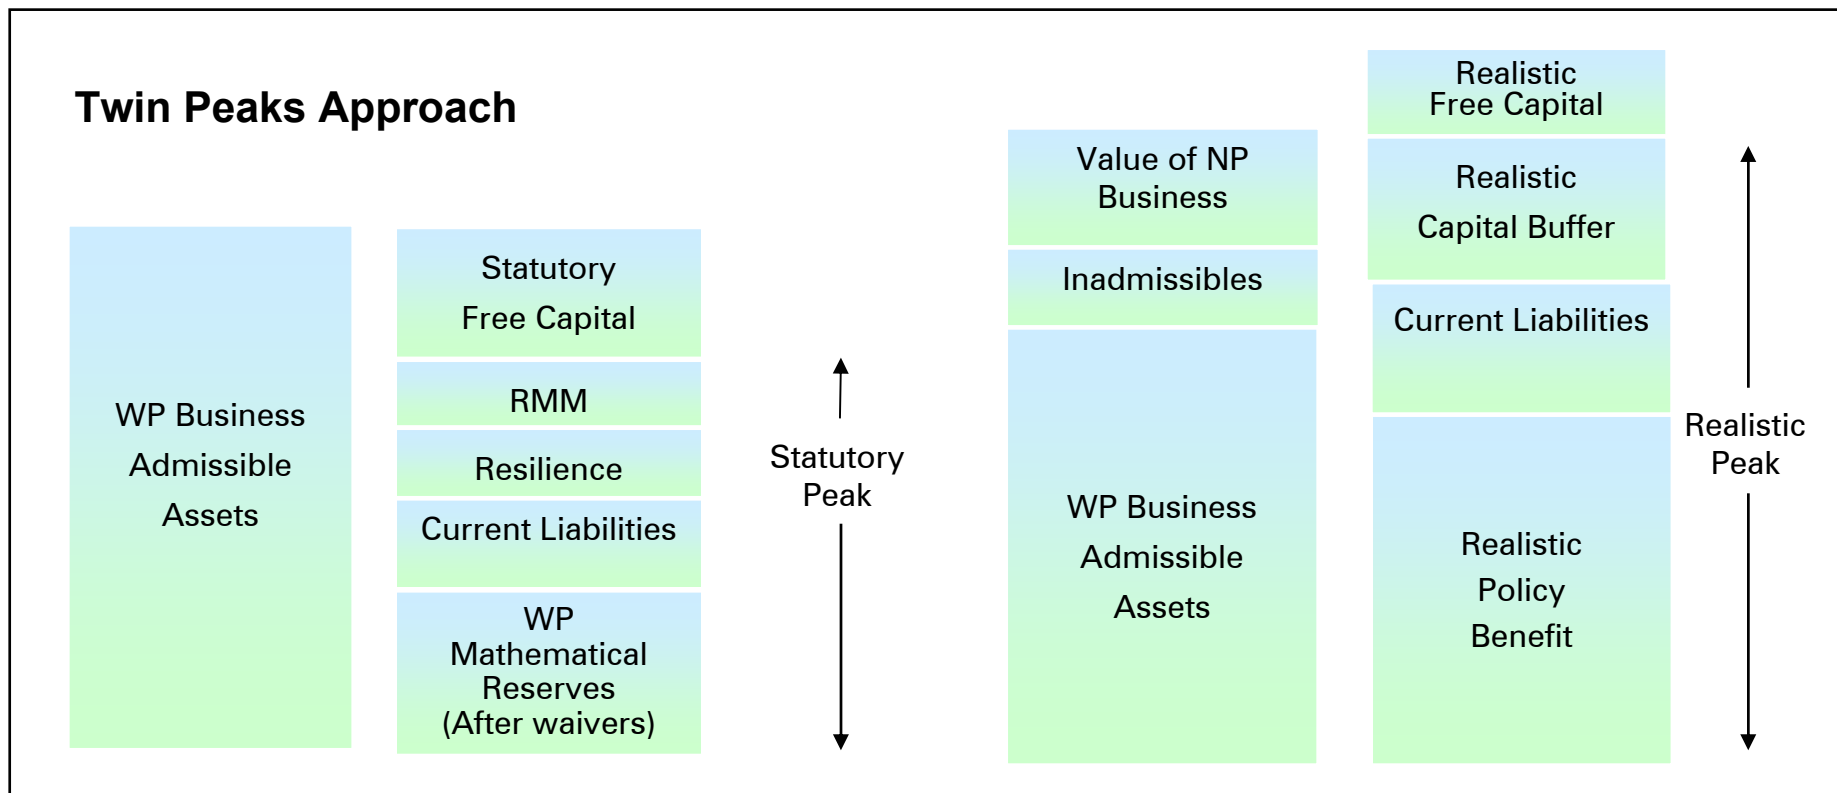 Twin Peaks Approach
WP Business
Admissible
Assets
Statutory
Free Capital
RMM
Resilience
Current Liabilities
WP
Mathematical
Reserves
(After waivers)
Statutory
Peak
Value of NP
Business
Inadmissibles
WP Business
Admissible
Assets
Realistic
Free Capital
Realistic
Capital Buffer
Current Liabilities
Realistic
Policy
Benefit
Realistic
Peak